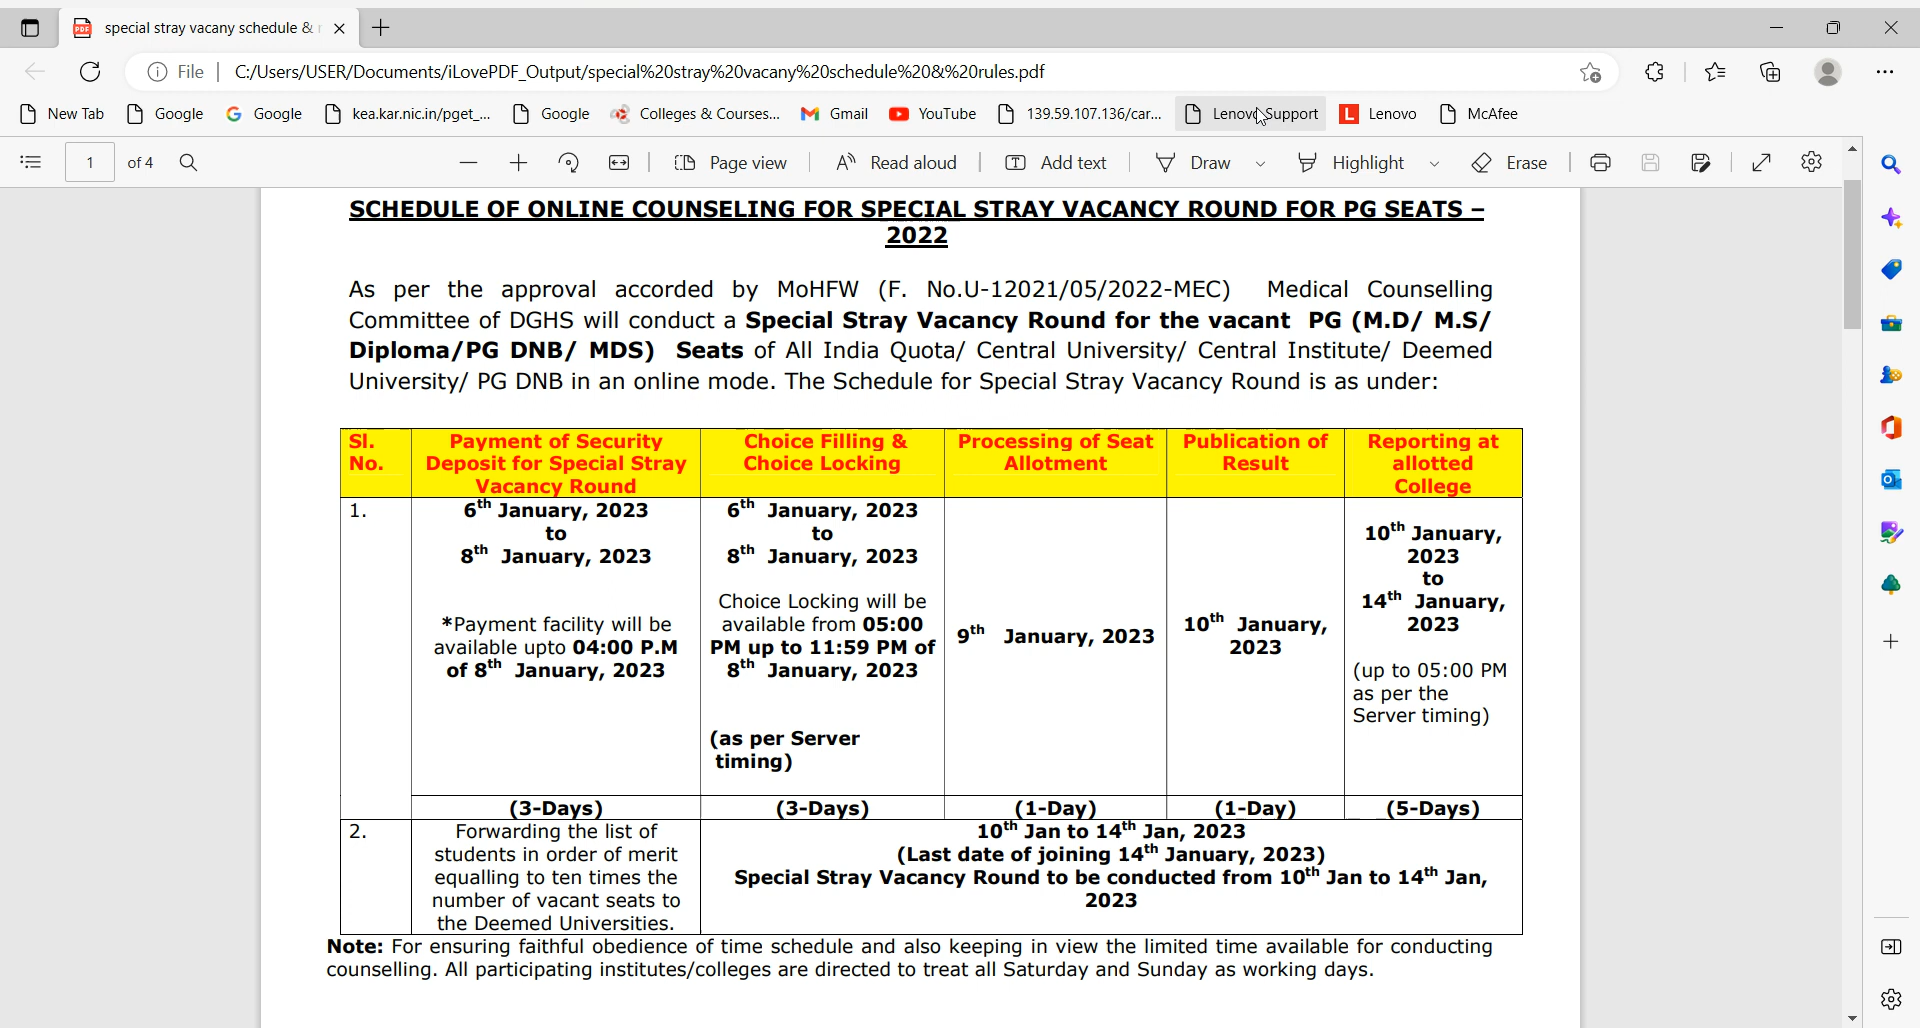 special stray vacany schedule &
File
C:/Users/USER/Documents/iLovePDF_Output/special%20stray%20vacany%20schedule%20&%20rules.pdf
New Tab Google Google kea.kar.nic.in/pget_... Google Colleges & Courses... Gmail YouTube 139.59.107.136/car... Lenovo Support Lenovo McAfee
1 of 4 Page view Read aloud Add text Draw Highlight Erase
SCHEDULE OF ONLINE COUNSELING FOR SPECIAL STRAY VACANCY ROUND FOR PG SEATS –
2022
As per the approval accorded by MoHFW (F. No.U-12021/05/2022-MEC) Medical Counselling
Committee of DGHS will conduct a Special Stray Vacancy Round for the vacant PG (M.D/ M.S/
Diploma/PG DNB/ MDS) Seats of All India Quota/ Central University/ Central Institute/ Deemed
University/ PG DNB in an online mode. The Schedule for Special Stray Vacancy Round is as under:
Sl.
No.
Payment of Security
Deposit for Special Stray
Vacancy Round
Choice Filling &
Choice Locking
Processing of Seat
Allotment
Publication of
Result
Reporting at
allotted
College
1.
6th January, 2023
to
8th January, 2023
*Payment facility will be
available upto 04:00 P.M
of 8th January, 2023
6th January, 2023
to
8th January, 2023
Choice Locking will be
available from 05:00
PM up to 11:59 PM of
8th January, 2023
(as per Server
timing)
9th January, 2023
10th January,
2023
10th January,
2023
to
14th January,
2023
(up to 05:00 PM
as per the
Server timing)
(3-Days) (3-Days) (1-Day) (1-Day) (5-Days)
2.
Forwarding the list of
students in order of merit
equalling to ten times the
number of vacant seats to
the Deemed Universities.
10th Jan to 14th Jan, 2023
(Last date of joining 14th January, 2023)
Special Stray Vacancy Round to be conducted from 10th Jan to 14th Jan,
2023
Note: For ensuring faithful obedience of time schedule and also keeping in view the limited time available for conducting
counselling. All participating institutes/colleges are directed to treat all Saturday and Sunday as working days.